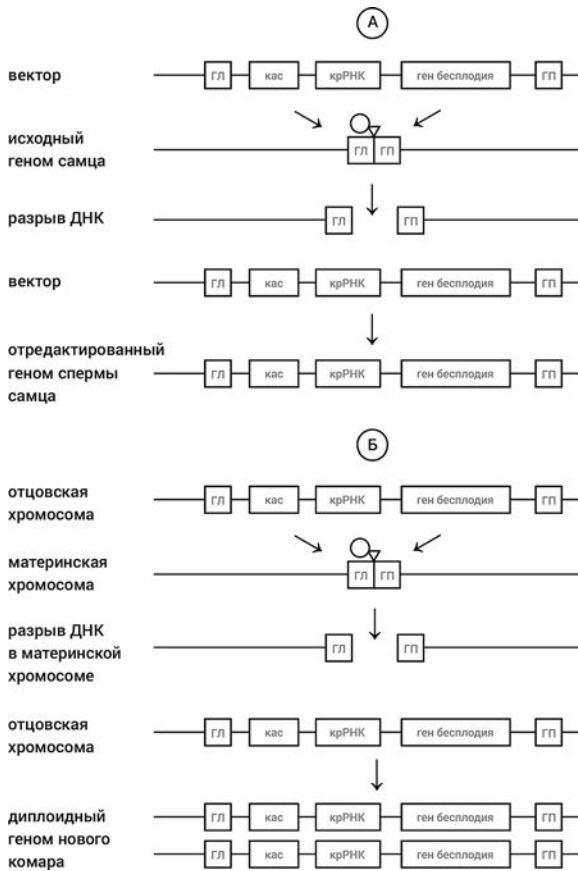 А
вектор
ГЛ кас крРНК ген бесплодия ГП
исходный
геном самца
ГЛ ГП
разрыв ДНК
ГЛ ГП
вектор
ГЛ кас крРНК ген бесплодия ГП
отредактированный
геном спермы
самца
ГЛ кас крРНК ген бесплодия ГП
Б
отцовская
хромосома
ГЛ кас крРНК ген бесплодия ГП
материнская
хромосома
ГЛ ГП
разрыв ДНК
в материнской
хромосоме
ГЛ ГП
отцовская
хромосома
ГЛ кас крРНК ген бесплодия ГП
диплоидный
геном нового
комара
ГЛ кас крРНК ген бесплодия ГП
ГЛ кас крРНК ген бесплодия ГП